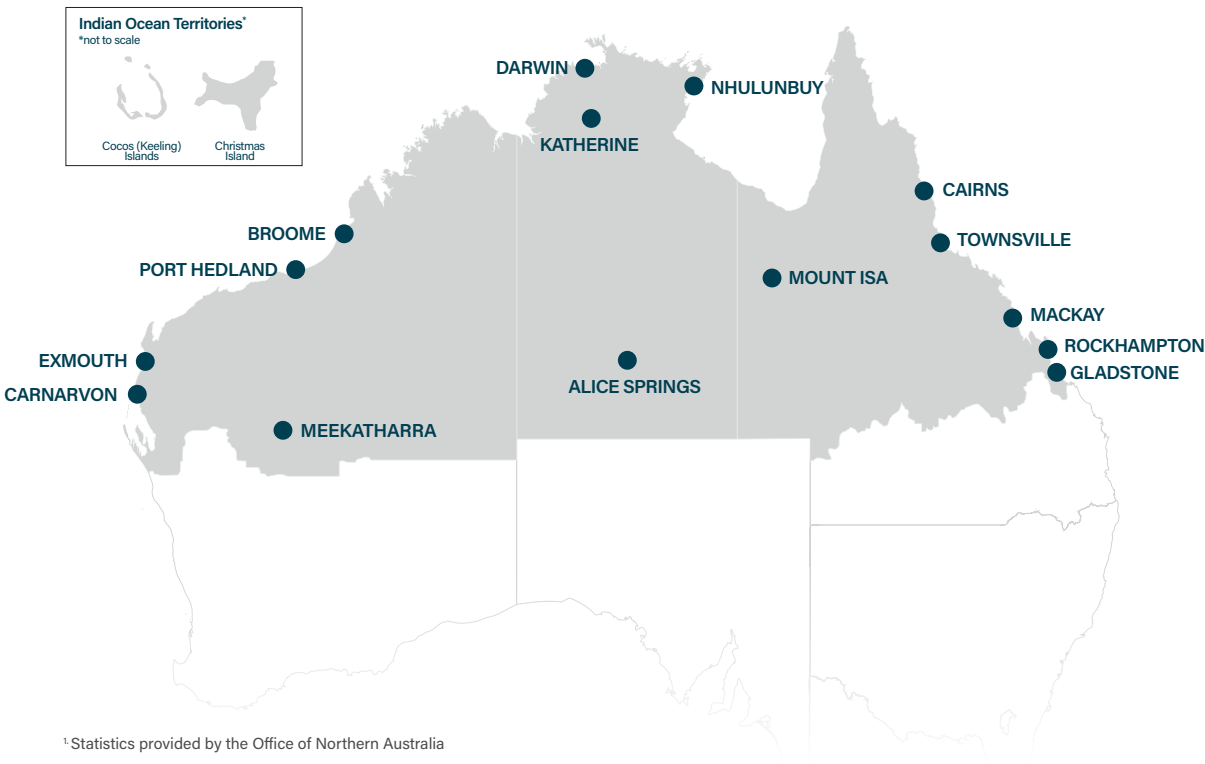 Indian Ocean Territories*
*not to scale
Cocos (Keeling)
Islands
Christmas
Island
DARWIN
NHULUNBUY
KATHERINE
CAIRNS
BROOME
TOWNSVILLE
PORT HEDLAND
MOUNT ISA
MACKAY
ROCKHAMPTON
EXMOUTH
GLADSTONE
ALICE SPRINGS
CARNARVON
MEEKATHARRA
1. Statistics provided by the Office of Northern Australia